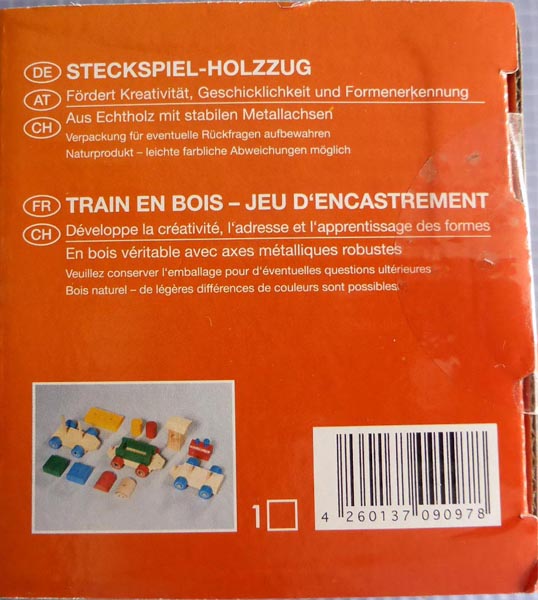 DE STECKSPIEL-HOLZZUG
AT Fördert Kreativität, Geschicklichkeit und Formenerkennung
CH Aus Echtholz mit stabilen Metallachsen
Verpackung für eventuelle Rückfragen aufbewahren
Naturprodukt – leichte farbliche Abweichungen möglich
FR TRAIN EN BOIS – JEU D'ENCASTREMENT
CH Développe la créativité, l'adresse et l'apprentissage des formes
En bois véritable avec axes métalliques robustes
Veuillez conserver l'emballage pour d'éventuelles questions ultérieures
Bois naturel – de légères différences de couleurs sont possibles
1
4 260137 090978